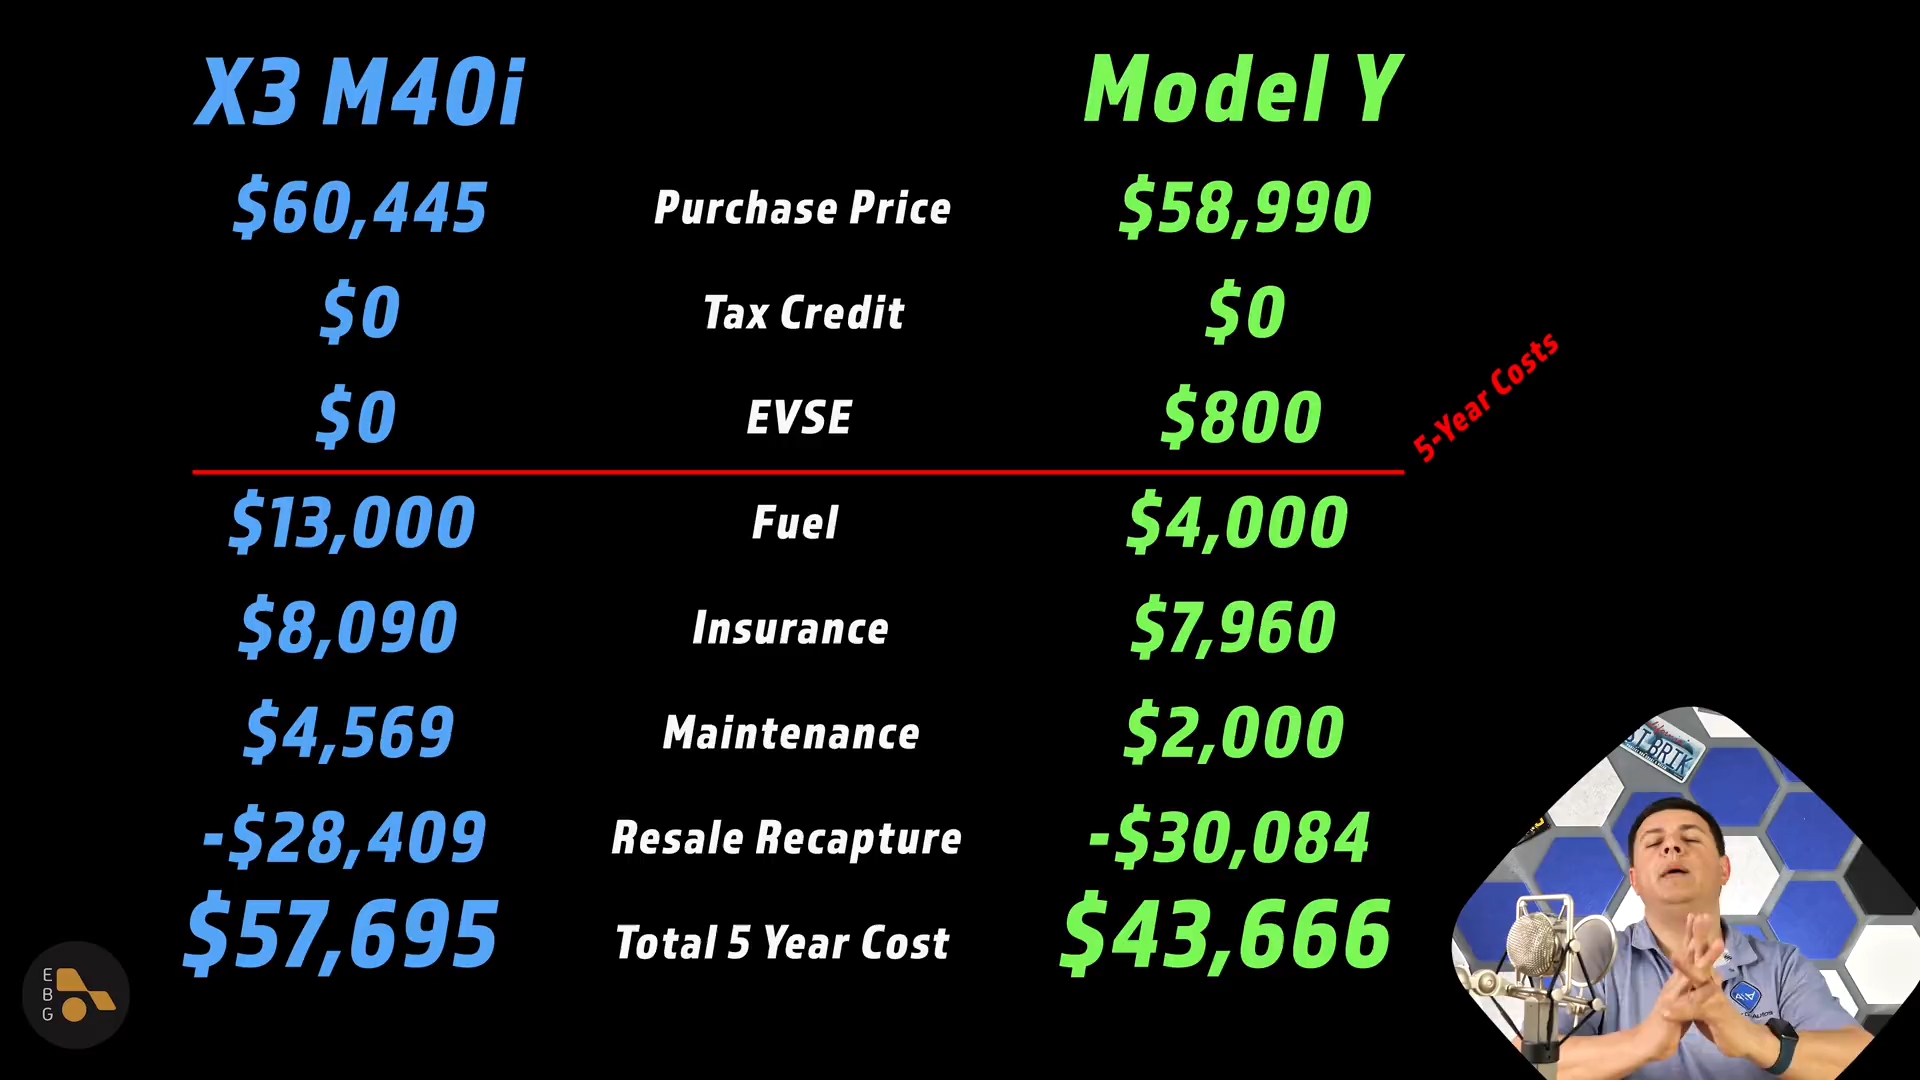 X3 M40i Model Y
$60,445 Purchase Price $58,990
$0 Tax Credit $0
$0 EVSE $800
5-Year Costs
$13,000 Fuel $4,000
$8,090 Insurance $7,960
$4,569 Maintenance $2,000
-$28,409 Resale Recapture -$30,084
$57,695 Total 5 Year Cost $43,666
E
B
G